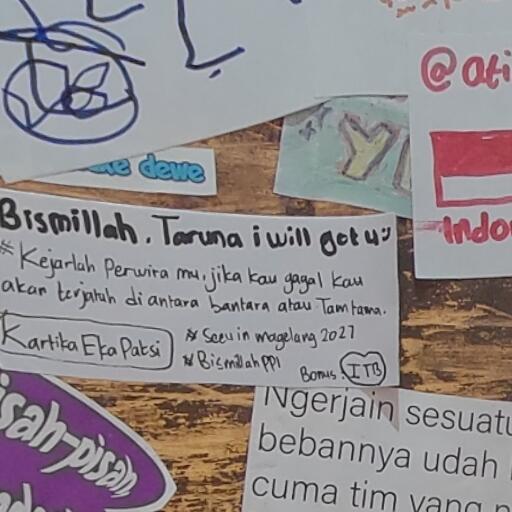 @ati
dewe
Indo
Bismillah. Taruna i will get u :)
* Kejarlah Perwira mu, jika kau gagal kau
akan terjatuh di antara bantara atau Tamtama.
Kartika Eka Paksi
* See u in magelang 2027
* Bismillah PPI
Bonus : ITB
isah-pisah,
Ngerjain sesuatu
bebannya udah
cuma tim yang